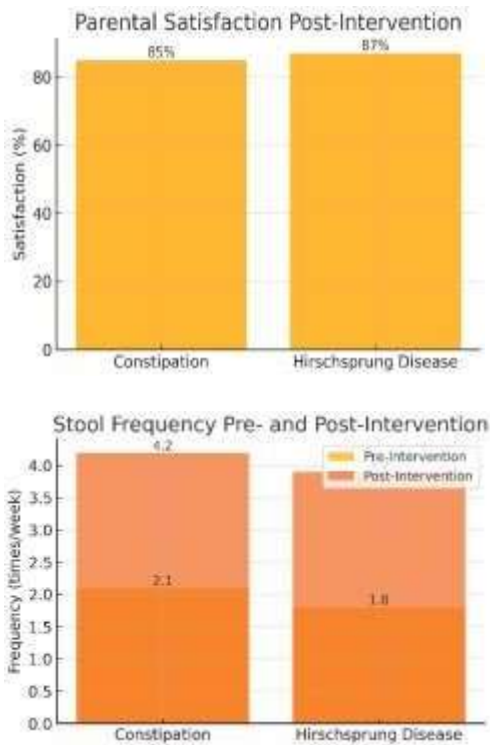 Parental Satisfaction Post-Intervention
85%
87%
80
60
40
20
0
Satisfaction (%)
Constipation
Hirschsprung Disease
Stool Frequency Pre- and Post-Intervention
4.2
Pre-Intervention
Post-Intervention
4.0
3.5
3.0
2.5
2.1
2.0
1.8
1.5
1.0
0.5
0.0
Frequency (times/week)
Constipation
Hirschsprung Disease